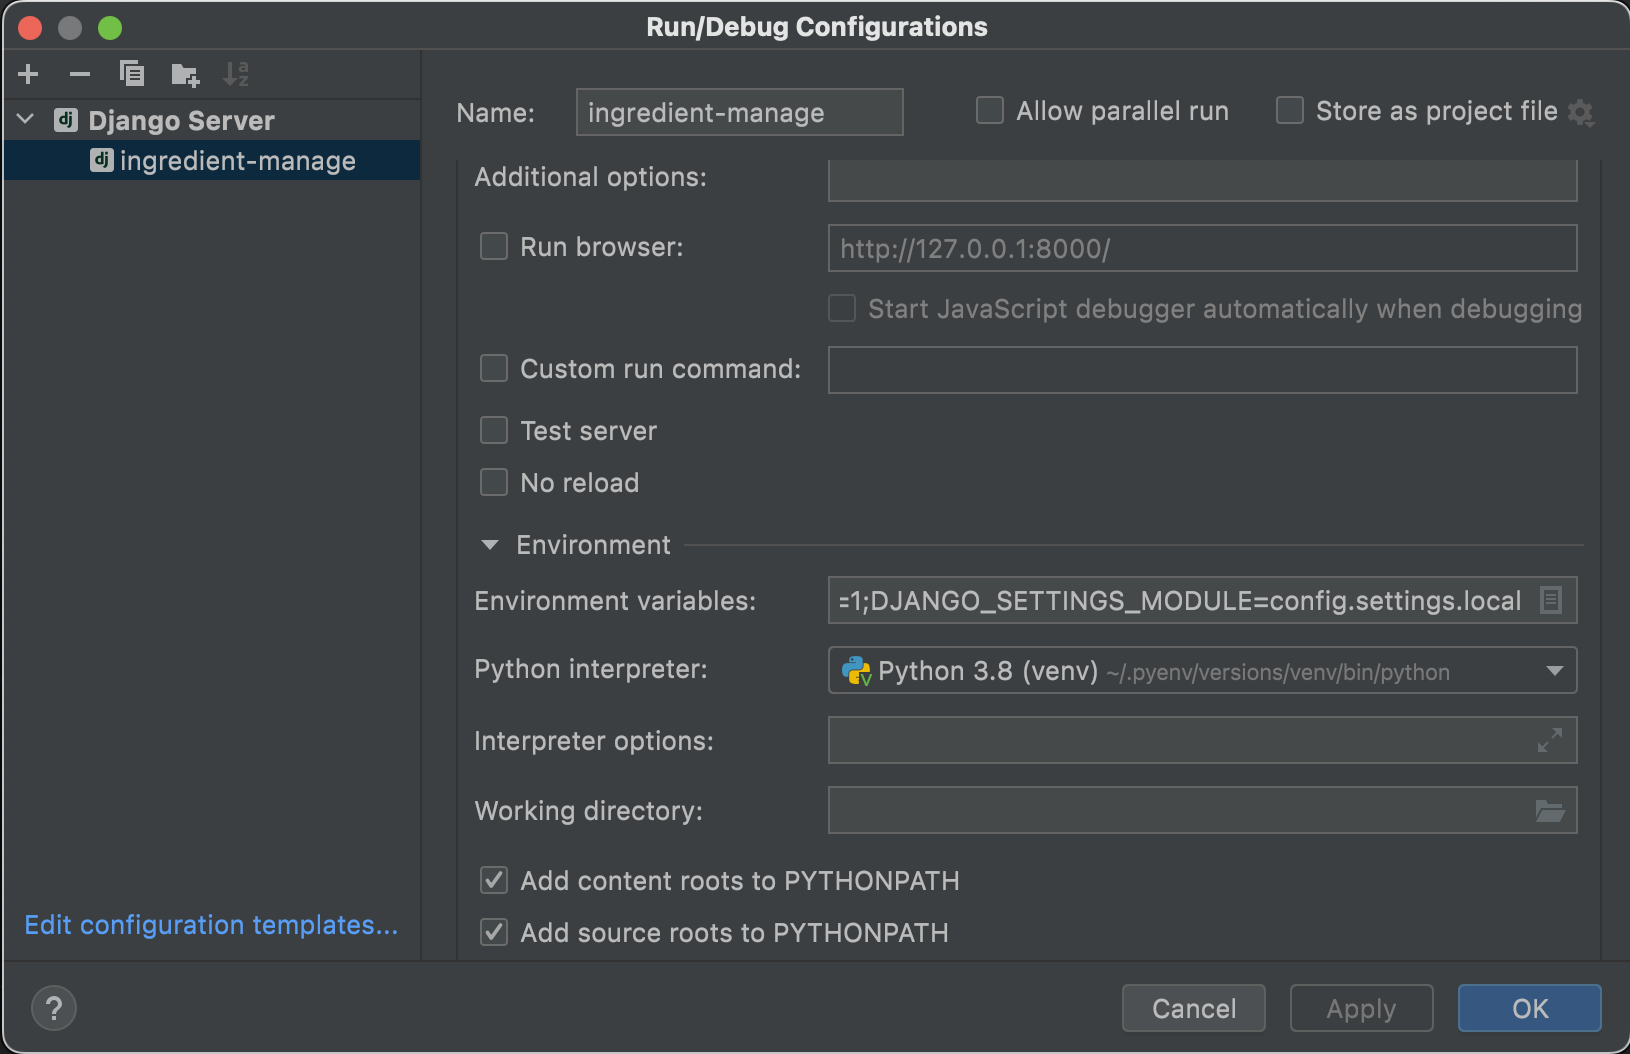 Run/Debug Configurations
Django Server
ingredient-manage
Edit configuration templates...
Name: ingredient-manage Allow parallel run Store as project file
Additional options:
Run browser: http://127.0.0.1:8000/
Start JavaScript debugger automatically when debugging
Custom run command:
Test server
No reload
Environment
Environment variables: =1;DJANGO_SETTINGS_MODULE=config.settings.local
Python interpreter: Python 3.8 (venv) ~/.pyenv/versions/venv/bin/python
Interpreter options:
Working directory:
Add content roots to PYTHONPATH
Add source roots to PYTHONPATH
? Cancel Apply OK